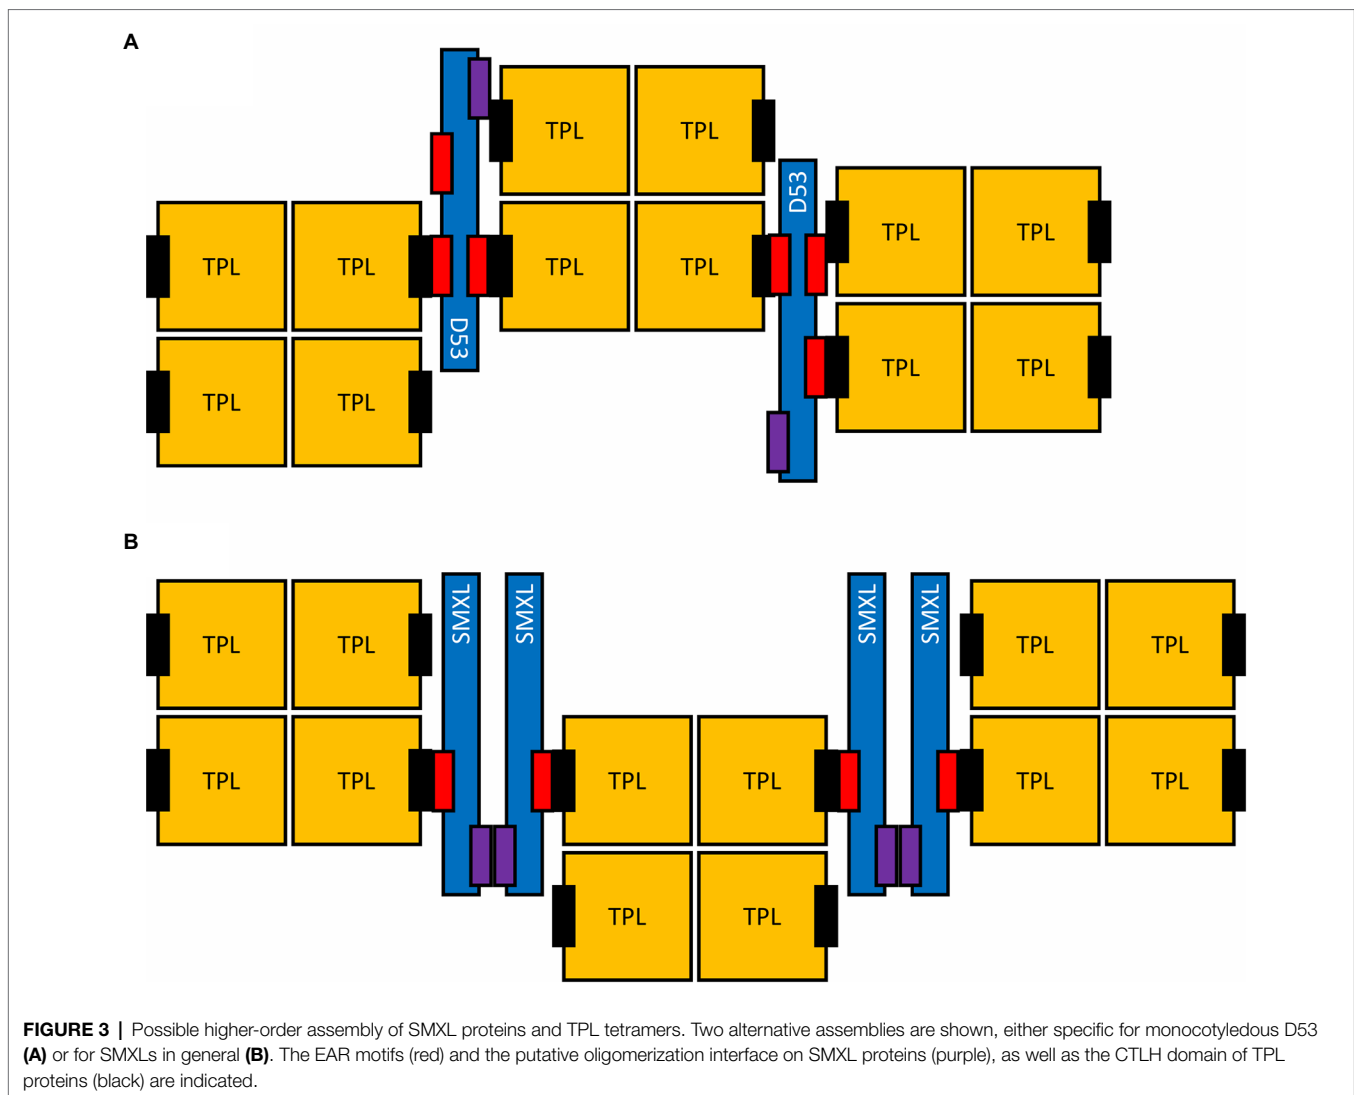 A
TPL TPL
D53
TPL TPL TPL TPL
D53
TPL TPL
TPL TPL
TPL TPL
B
TPL TPL SMXL SMXL SMXL SMXL TPL TPL
TPL TPL TPL TPL TPL TPL
TPL TPL
FIGURE 3 | Possible higher-order assembly of SMXL proteins and TPL tetramers. Two alternative assemblies are shown, either specific for monocotyledous D53
(A) or for SMXLs in general (B). The EAR motifs (red) and the putative oligomerization interface on SMXL proteins (purple), as well as the CTLH domain of TPL
proteins (black) are indicated.